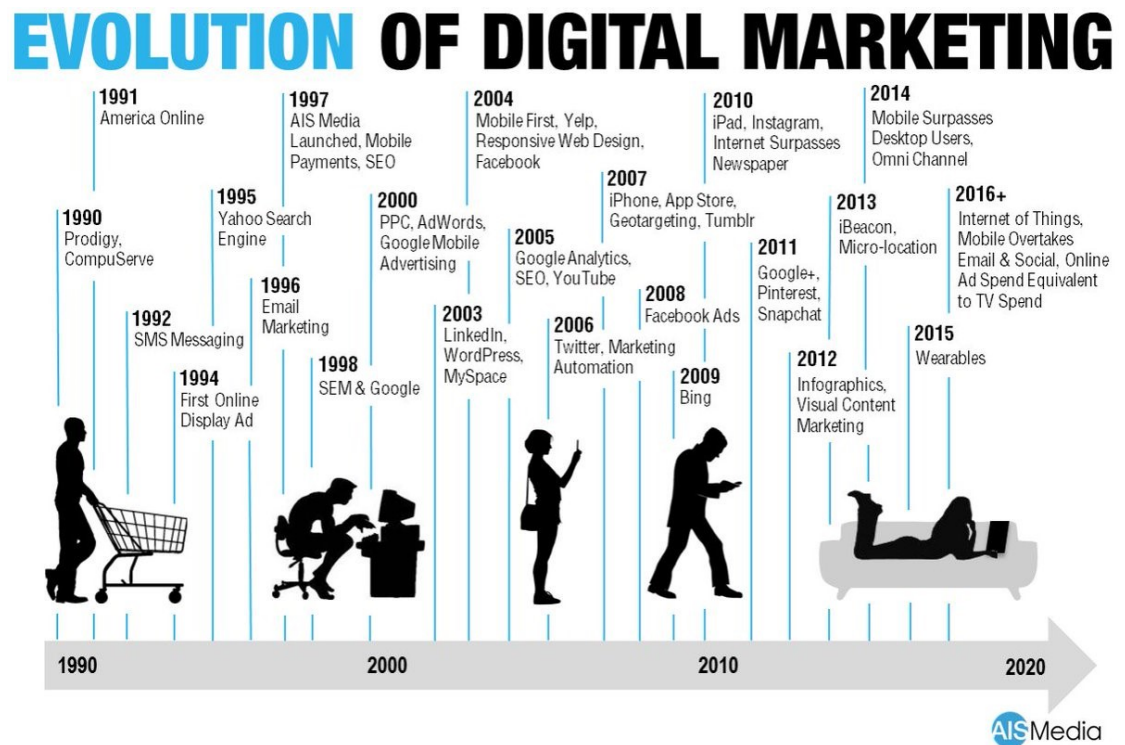 EVOLUTION OF DIGITAL MARKETING
1990
Prodigy,
CompuServe
1991
America Online
1992
SMS Messaging
1994
First Online
Display Ad
1995
Yahoo Search
Engine
1996
Email
Marketing
1997
AIS Media
Launched, Mobile
Payments, SEO
1998
SEM & Google
2000
PPC, AdWords,
Google Mobile
Advertising
2003
LinkedIn,
WordPress,
MySpace
2004
Mobile First, Yelp,
Responsive Web Design,
Facebook
2005
Google Analytics,
SEO, YouTube
2006
Twitter, Marketing
Automation
2007
iPhone, App Store,
Geotargeting, Tumblr
2008
Facebook Ads
2009
Bing
2010
iPad, Instagram,
Internet Surpasses
Newspaper
2011
Google+,
Pinterest,
Snapchat
2012
Infographics,
Visual Content
Marketing
2013
iBeacon,
Micro-location
2014
Mobile Surpasses
Desktop Users,
Omni Channel
2015
Wearables
2016+
Internet of Things,
Mobile Overtakes
Email & Social, Online
Ad Spend Equivalent
to TV Spend
1990
2000
2010
2020
AISMedia